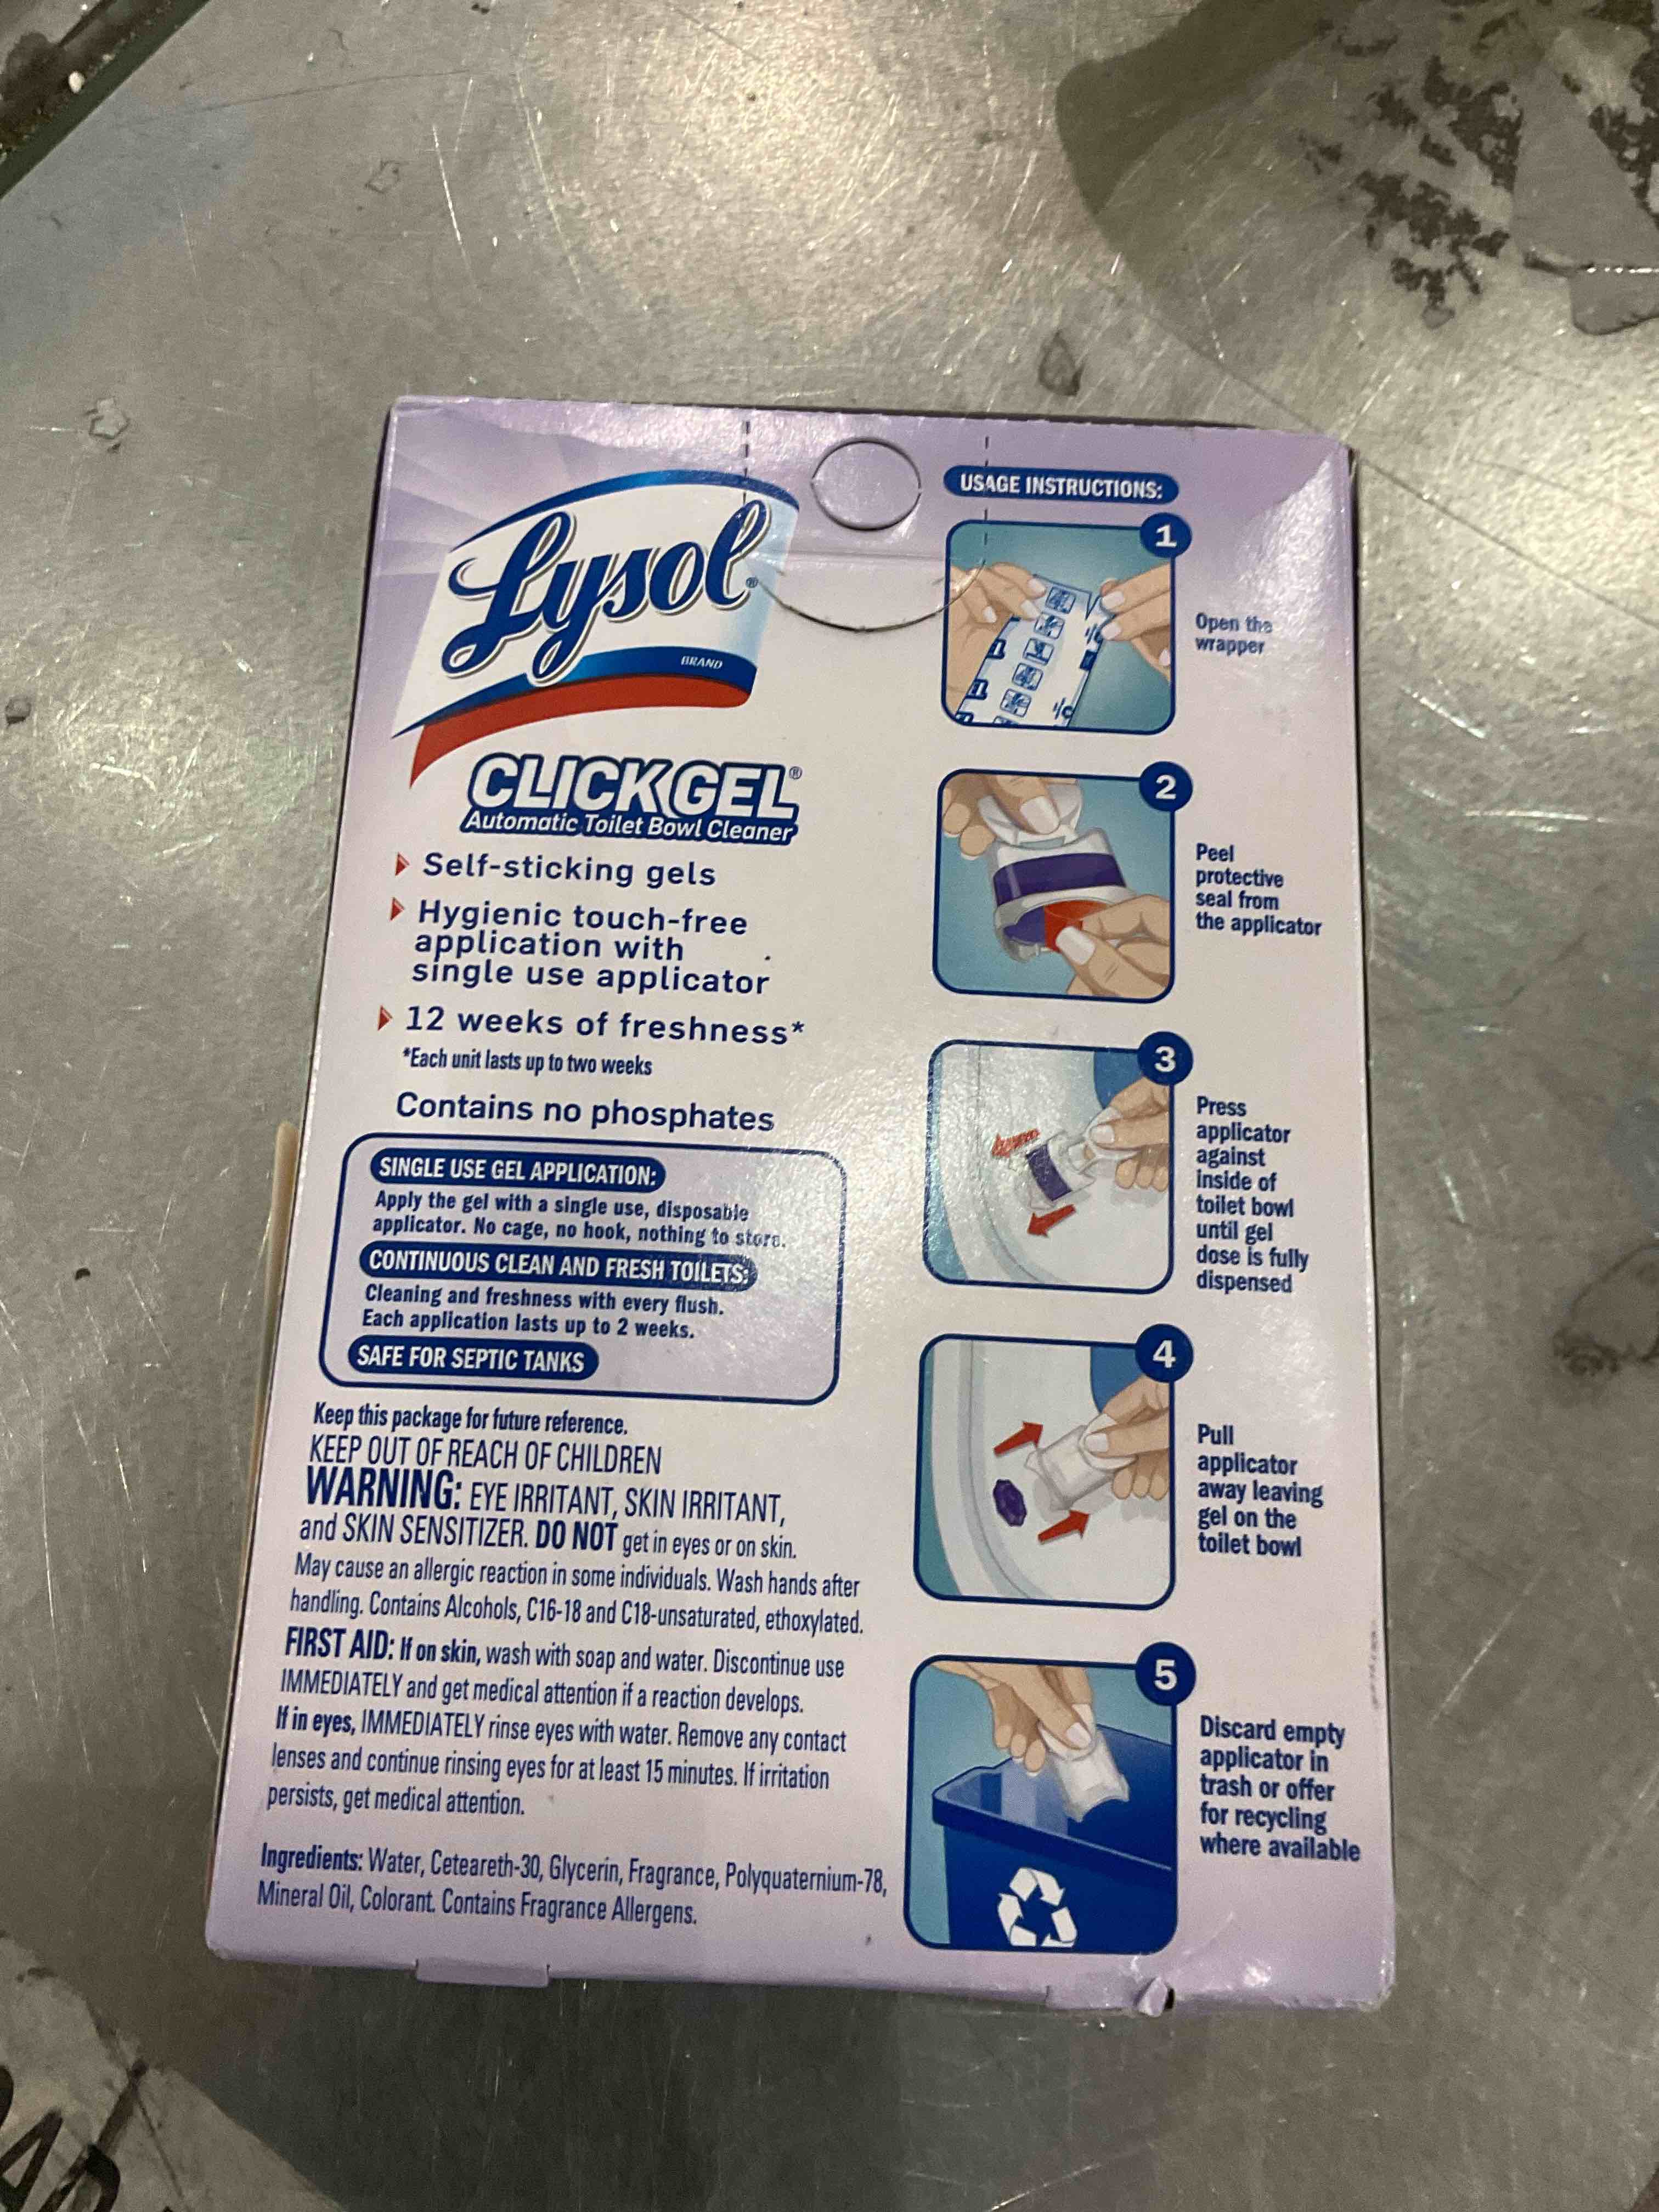 Lysol®
BRAND
CLICK GEL®
Automatic Toilet Bowl Cleaner
Self-sticking gels
Hygienic touch-free
application with
single use applicator
12 weeks of freshness*
*Each unit lasts up to two weeks
Contains no phosphates
SINGLE USE GEL APPLICATION:
Apply the gel with a single use, disposable
applicator. No cage, no hook, nothing to store.
CONTINUOUS CLEAN AND FRESH TOILETS:
Cleaning and freshness with every flush.
Each application lasts up to 2 weeks.
SAFE FOR SEPTIC TANKS
Keep this package for future reference.
KEEP OUT OF REACH OF CHILDREN
WARNING: EYE IRRITANT, SKIN IRRITANT,
and SKIN SENSITIZER. DO NOT get in eyes or on skin.
May cause an allergic reaction in some individuals. Wash hands after
handling. Contains Alcohols, C16-18 and C18-unsaturated, ethoxylated.
FIRST AID: If on skin, wash with soap and water. Discontinue use
IMMEDIATELY and get medical attention if a reaction develops.
If in eyes, IMMEDIATELY rinse eyes with water. Remove any contact
lenses and continue rinsing eyes for at least 15 minutes. If irritation
persists, get medical attention.
Ingredients: Water, Ceteareth-30, Glycerin, Fragrance, Polyquaternium-78,
Mineral Oil, Colorant. Contains Fragrance Allergens.
USAGE INSTRUCTIONS:
1
Open the
wrapper
2
Peel
protective
seal from
the applicator
3
Press
applicator
against
inside of
toilet bowl
until gel
dose is fully
dispensed
4
Pull
applicator
away leaving
gel on the
toilet bowl
5
Discard empty
applicator in
trash or offer
for recycling
where available